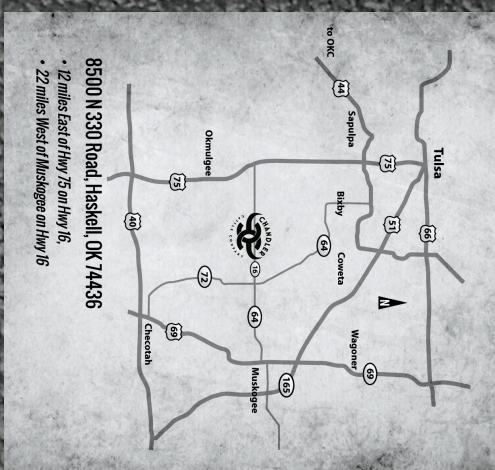 Tulsa
66
75
51
N
69
Sapulpa
Wagoner
44
Bixby
Coweta
to OKC
64
165
CHANDLER
16
64
Muskogee
Okmulgee
72
75
69
Checotah
40
8500 N 330 Road, Haskell, OK 74436
• 12 miles East of Hwy 75 on Hwy 16,
• 22 miles West of Muskogee on Hwy 16